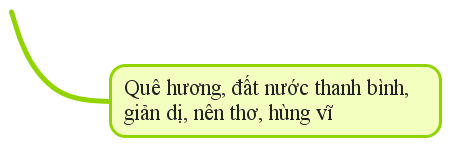 Quê hương, đất nước thanh bình,
giản dị, nên thơ, hùng vĩ